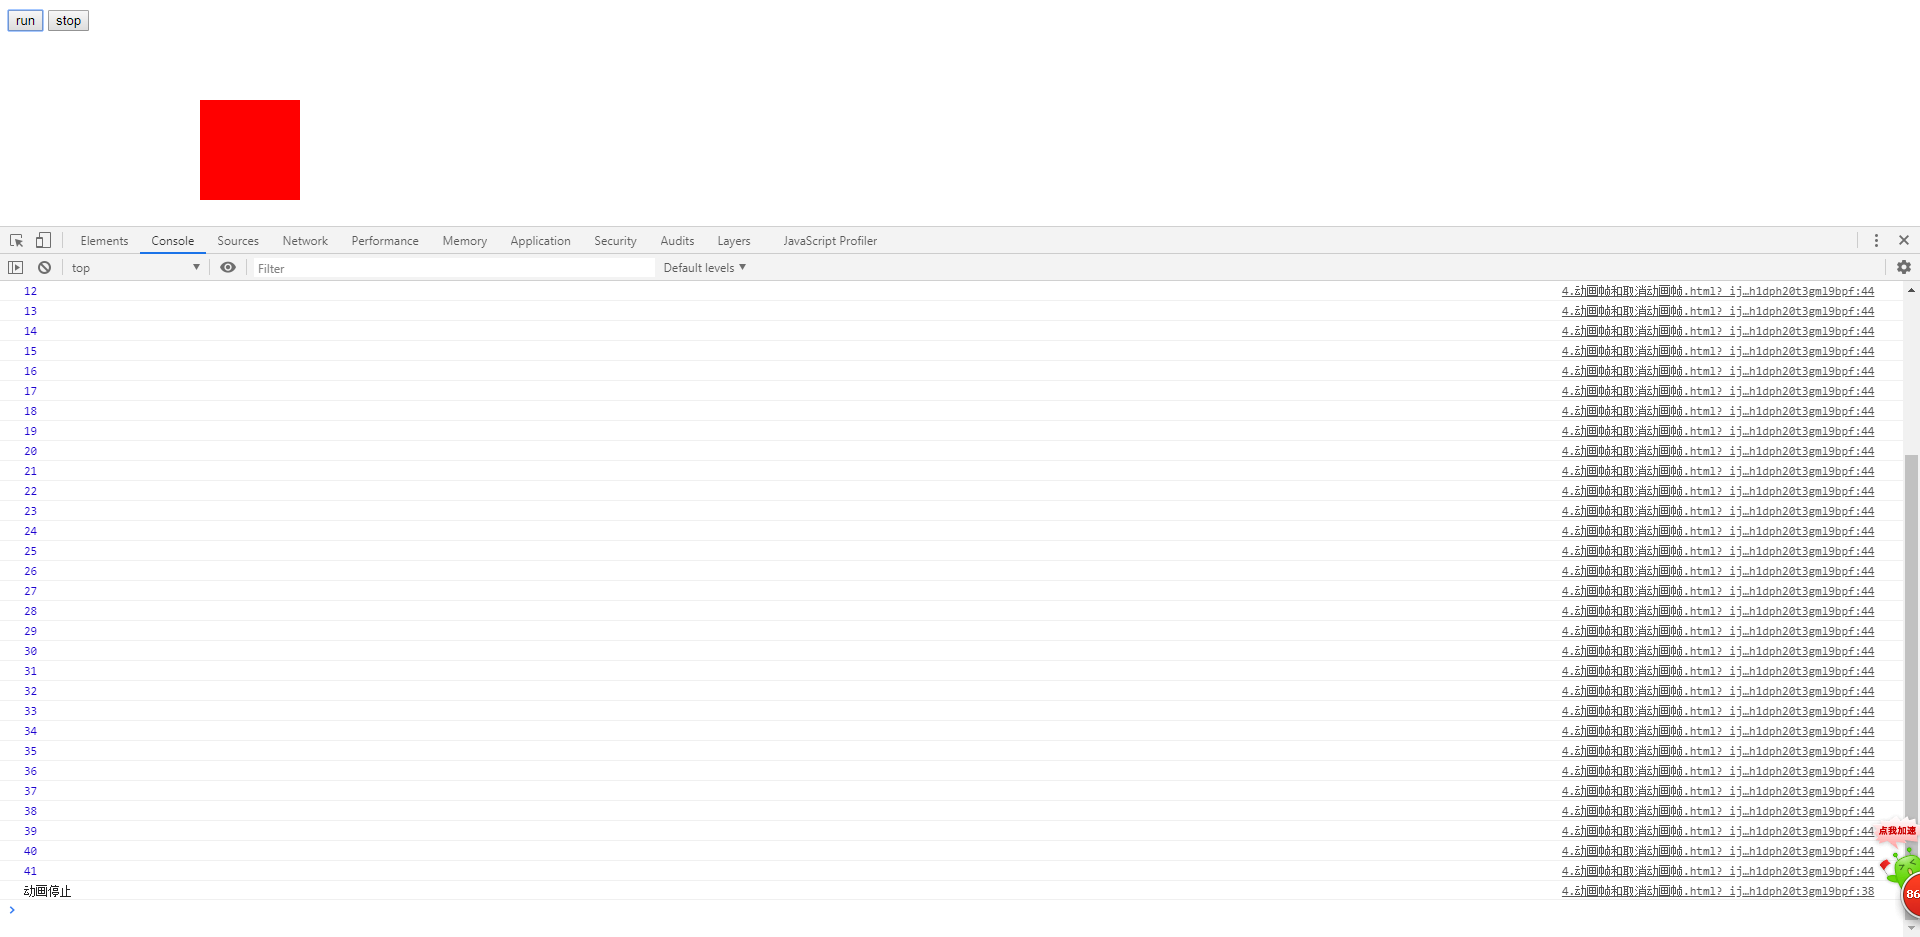 run stop
Elements Console Sources Network Performance Memory Application Security Audits Layers JavaScript Profiler
top Filter Default levels
12 4.动画帧和取消动画帧.html?_ij…h1dph20t3gml9bpf:44
13 4.动画帧和取消动画帧.html?_ij…h1dph20t3gml9bpf:44
14 4.动画帧和取消动画帧.html?_ij…h1dph20t3gml9bpf:44
15 4.动画帧和取消动画帧.html?_ij…h1dph20t3gml9bpf:44
16 4.动画帧和取消动画帧.html?_ij…h1dph20t3gml9bpf:44
17 4.动画帧和取消动画帧.html?_ij…h1dph20t3gml9bpf:44
18 4.动画帧和取消动画帧.html?_ij…h1dph20t3gml9bpf:44
19 4.动画帧和取消动画帧.html?_ij…h1dph20t3gml9bpf:44
20 4.动画帧和取消动画帧.html?_ij…h1dph20t3gml9bpf:44
21 4.动画帧和取消动画帧.html?_ij…h1dph20t3gml9bpf:44
22 4.动画帧和取消动画帧.html?_ij…h1dph20t3gml9bpf:44
23 4.动画帧和取消动画帧.html?_ij…h1dph20t3gml9bpf:44
24 4.动画帧和取消动画帧.html?_ij…h1dph20t3gml9bpf:44
25 4.动画帧和取消动画帧.html?_ij…h1dph20t3gml9bpf:44
26 4.动画帧和取消动画帧.html?_ij…h1dph20t3gml9bpf:44
27 4.动画帧和取消动画帧.html?_ij…h1dph20t3gml9bpf:44
28 4.动画帧和取消动画帧.html?_ij…h1dph20t3gml9bpf:44
29 4.动画帧和取消动画帧.html?_ij…h1dph20t3gml9bpf:44
30 4.动画帧和取消动画帧.html?_ij…h1dph20t3gml9bpf:44
31 4.动画帧和取消动画帧.html?_ij…h1dph20t3gml9bpf:44
32 4.动画帧和取消动画帧.html?_ij…h1dph20t3gml9bpf:44
33 4.动画帧和取消动画帧.html?_ij…h1dph20t3gml9bpf:44
34 4.动画帧和取消动画帧.html?_ij…h1dph20t3gml9bpf:44
35 4.动画帧和取消动画帧.html?_ij…h1dph20t3gml9bpf:44
36 4.动画帧和取消动画帧.html?_ij…h1dph20t3gml9bpf:44
37 4.动画帧和取消动画帧.html?_ij…h1dph20t3gml9bpf:44
38 4.动画帧和取消动画帧.html?_ij…h1dph20t3gml9bpf:44
39 4.动画帧和取消动画帧.html?_ij…h1dph20t3gml9bpf:44
点我加速
40 4.动画帧和取消动画帧.html?_ij…h1dph20t3gml9bpf:44
41 4.动画帧和取消动画帧.html?_ij…h1dph20t3gml9bpf:44
动画停止 4.动画帧和取消动画帧.html?_ij…h1dph20t3gml9bpf:38
86